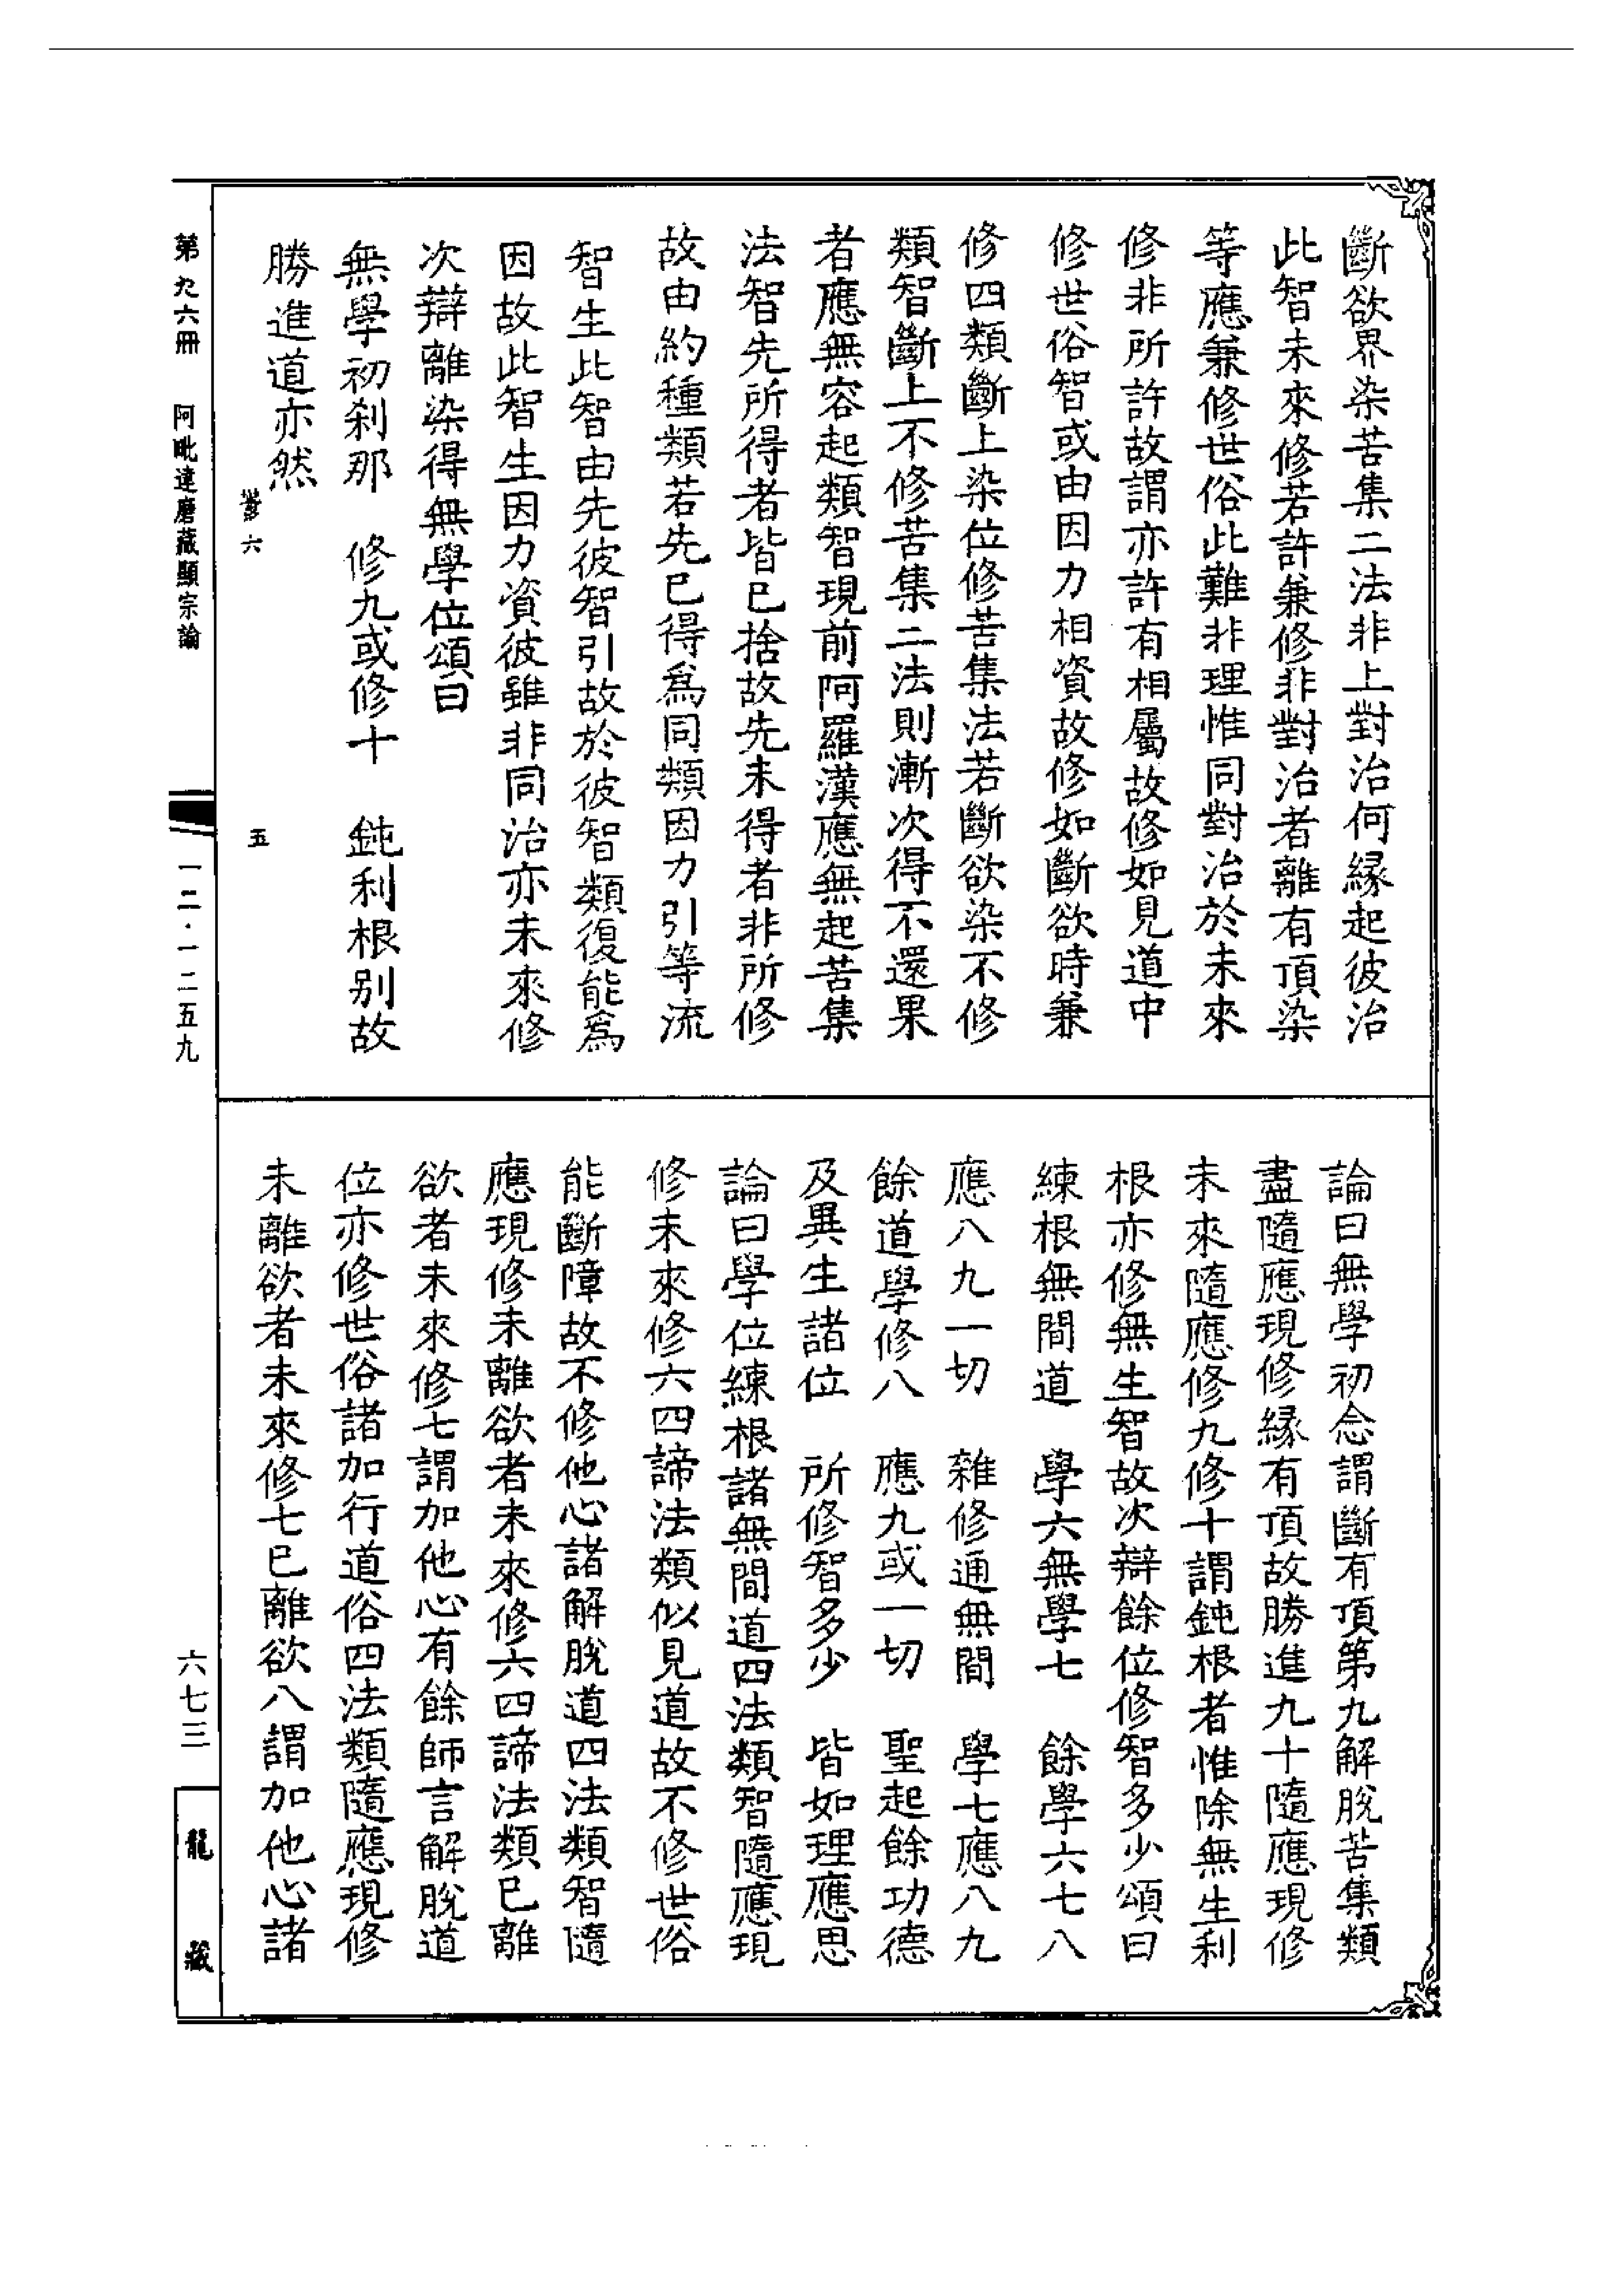 斷欲界染苦集二法非上對治何緣起彼治
此智未來修若許兼修非對治者離有頂染
等應兼修世俗此難非理惟同對治於未來
修非所許故謂亦許有相屬故修如見道中
修世俗智或由因力相資故修如斷欲時兼
修四類斷上染位修苦集法若斷欲染不修
類智斷上不修苦集二法則漸次得不還果
者應無容起類智現前阿羅漢應無起苦集
法智先所得者皆已捨故先未得者非所修
故由約種類若先已得為同類因力引等流
智生此智由先彼智引故於彼智類復能為
因故此智生因力資彼雖非同治亦未來修
次辯離染得無學位頌曰
無學初剎那　修九或修十　鈍利根別故
勝進道亦然
論曰無學初念謂斷有頂第九解脫苦集類
盡隨應現修緣有頂故勝進九十隨應現修
未來隨應修九修十謂鈍根者惟除無生利
根亦修無生智故次辯餘位修智多少頌曰
練根無間道　學六無學七　餘學六七八
應八九一切　雜修通無間　學七應八九
餘道學修八　應九或一切　聖起餘功德
及異生諸位　所修智多少　皆如理應思
論曰學位練根諸無間道四法類智隨應現
修未來修六四諦法類似見道故不修世俗
能斷障故不修他心諸解脫道四法類智隨
應現修未離欲者未來修六四諦法類已離
欲者未來修七謂加他心有餘師言解脫道
位亦修世俗諸加行道俗四法類隨應現修
未離欲者未來修七已離欲八謂加他心諸
第九六冊　阿毗達磨藏顯宗論
六
五
一二·一二五九
六七三
龍藏